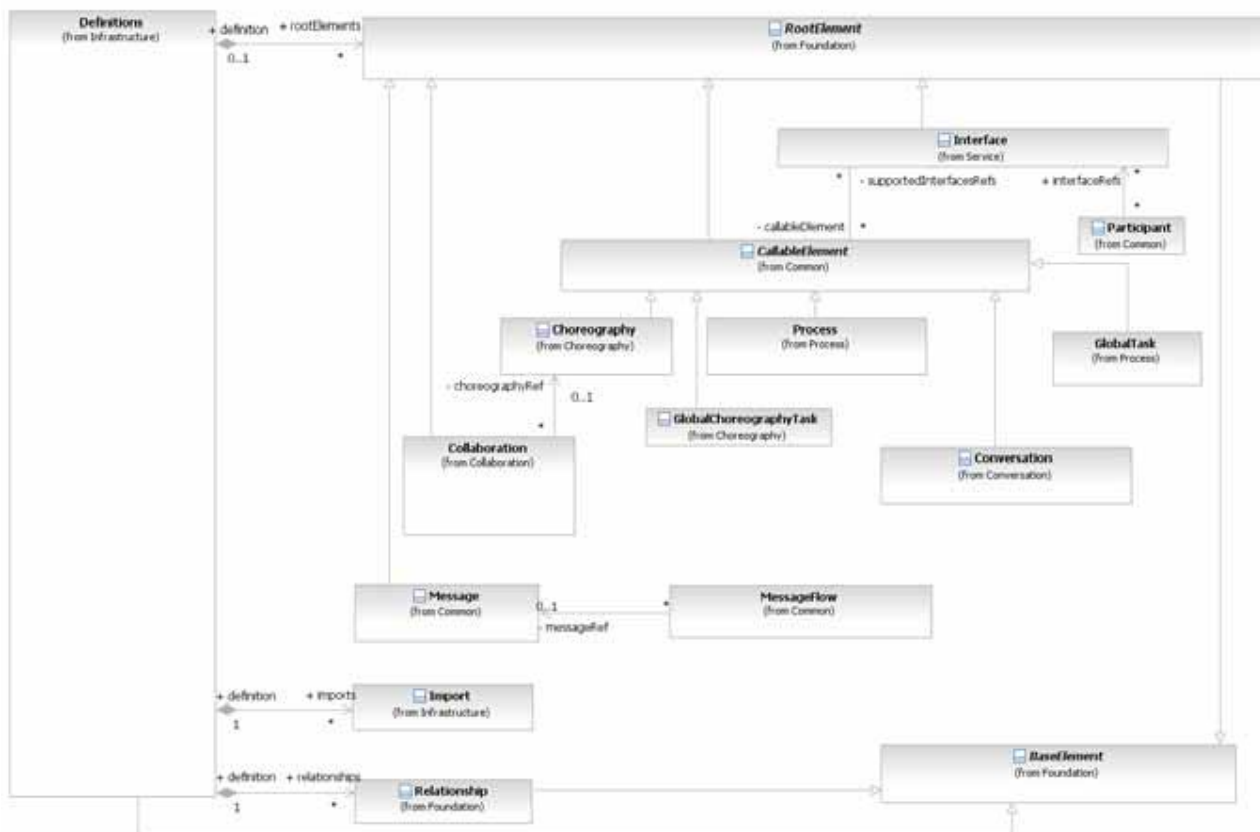 Definitions
(from Infrastructure)
+ definition
+ rootElements
0..1
*
RootElement
(from Foundation)
Interface
(from Service)
*
- supportedInterfacesRefs
+ interfaceRefs
*
*
- callableElement
*
Participant
(from Common)
CallableElement
(from Common)
Choreography
(from Choreography)
Process
(from Process)
GlobalTask
(from Process)
- choreographyRef
0..1
*
GlobalChoreographyTask
(from Choreography)
Collaboration
(from Collaboration)
Conversation
(from Conversation)
Message
(from Common)
0..1
*
- messageRef
MessageFlow
(from Common)
+ definition
+ imports
1
*
Import
(from Infrastructure)
BaseElement
(from Foundation)
+ definition
+ relationships
1
*
Relationship
(from Foundation)